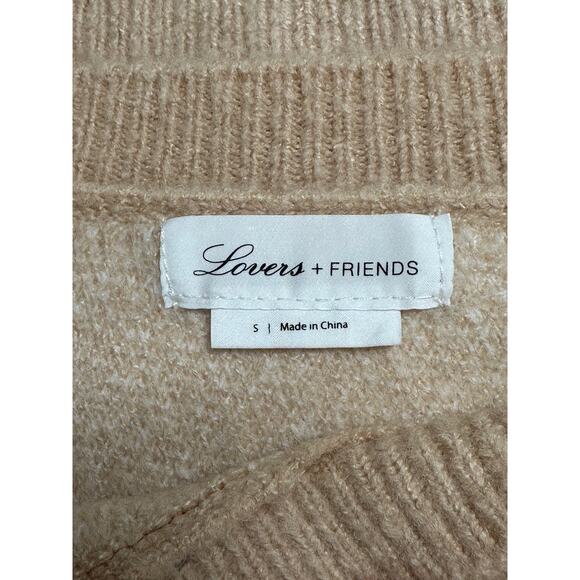 Lovers + FRIENDS
S | Made in China